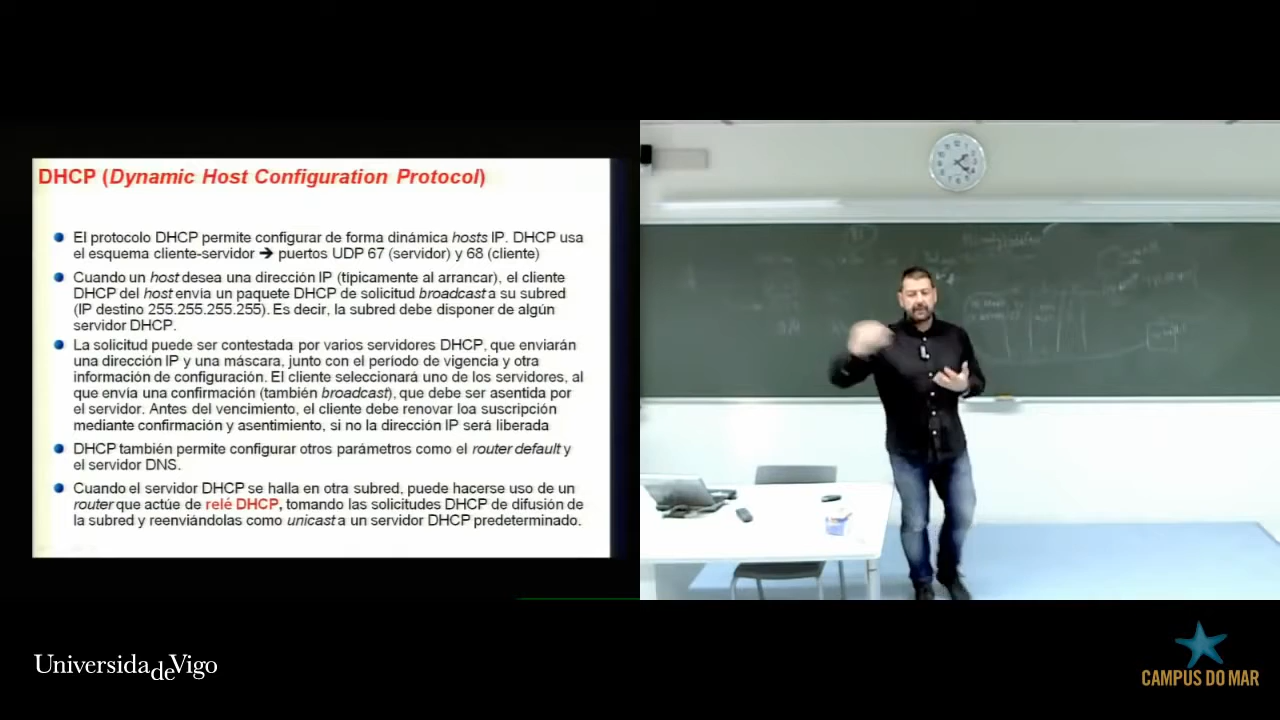 DHCP (Dynamic Host Configuration Protocol)
El protocolo DHCP permite configurar de forma dinámica hosts IP. DHCP usa
el esquema cliente-servidor ➔ puertos UDP 67 (servidor) y 68 (cliente)
Cuando un host desea una dirección IP (típicamente al arrancar), el cliente
DHCP del host envía un paquete DHCP de solicitud broadcast a su subred
(IP destino 255.255.255.255). Es decir, la subred debe disponer de algún
servidor DHCP.
La solicitud puede ser contestada por varios servidores DHCP, que enviarán
una dirección IP y una máscara, junto con el período de vigencia y otra
información de configuración. El cliente seleccionará uno de los servidores, al
que envía una confirmación (también broadcast), que debe ser asentida por
el servidor. Antes del vencimiento, el cliente debe renovar loa suscripción
mediante confirmación y asentimiento, si no la dirección IP será liberada
DHCP también permite configurar otros parámetros como el router default y
el servidor DNS.
Cuando el servidor DHCP se halla en otra subred, puede hacerse uso de un
router que actúe de relé DHCP, tomando las solicitudes DHCP de difusión de
la subred y reenviándolas como unicast a un servidor DHCP predeterminado.
Universidade Vigo
CAMPUS DO MAR